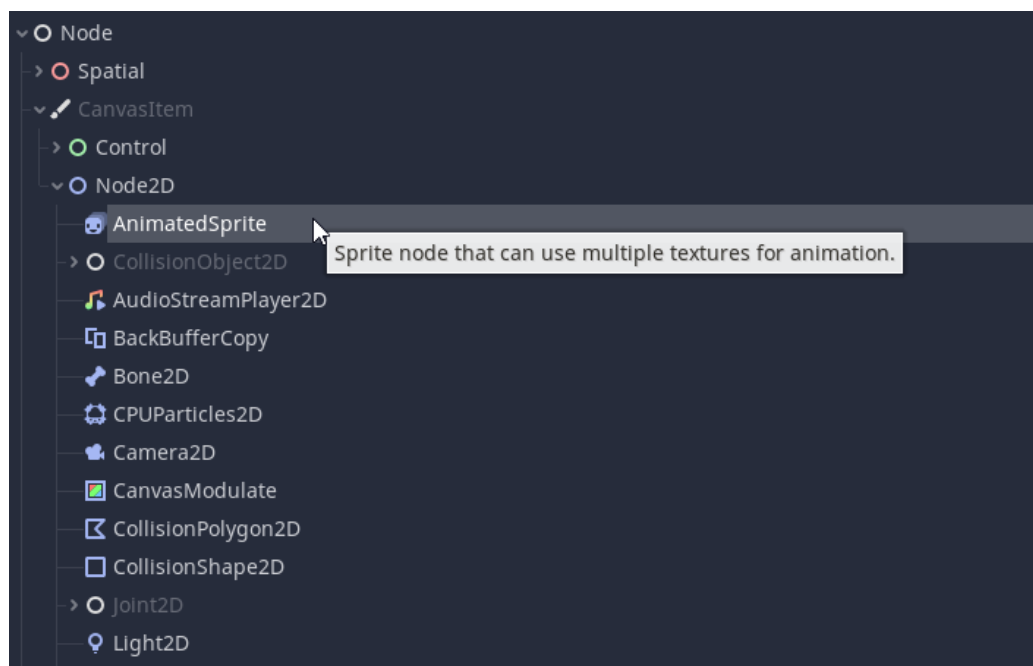 Node
Spatial
CanvasItem
Control
Node2D
AnimatedSprite
Sprite node that can use multiple textures for animation.
CollisionObject2D
AudioStreamPlayer2D
BackBufferCopy
Bone2D
CPUParticles2D
Camera2D
CanvasModulate
CollisionPolygon2D
CollisionShape2D
Joint2D
Light2D